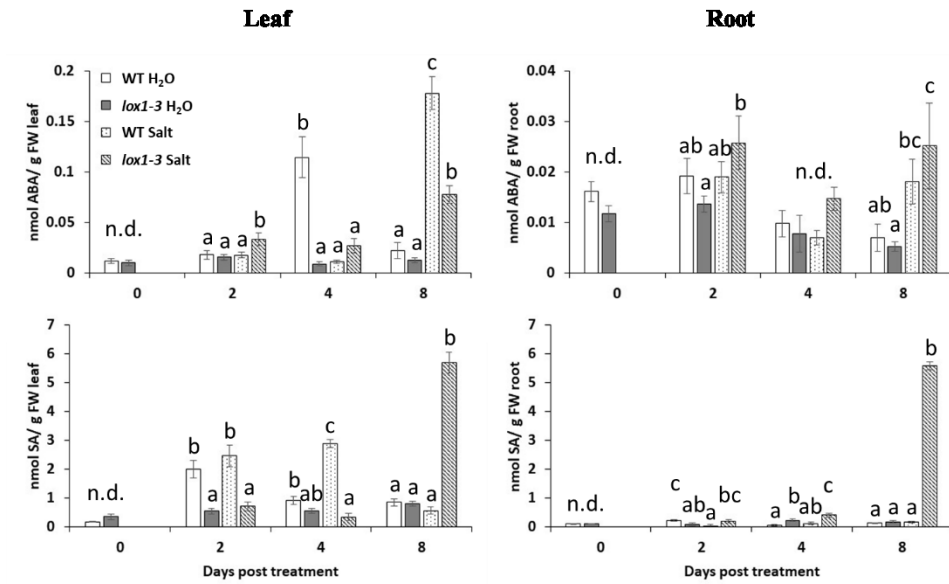 Leaf
Root
nmol ABA/ g FW leaf
0.2
0.15
0.1
0.05
0
WT H₂O
lox1-3 H₂O
WT Salt
lox1-3 Salt
n.d.
a a a b
b a a a
a a c b
0 2 4 8
nmol ABA/ g FW root
0.04
0.03
0.02
0.01
0
n.d.
ab a ab b
n.d.
ab a bc c
0 2 4 8
nmol SA/ g FW leaf
7
6
5
4
3
2
1
0
n.d.
b a b a
b ab c a
a a a b
0 2 4 8
Days post treatment
nmol SA/ g FW root
7
6
5
4
3
2
1
0
n.d.
c ab a bc
a b ab c
a a a b
0 2 4 8
Days post treatment